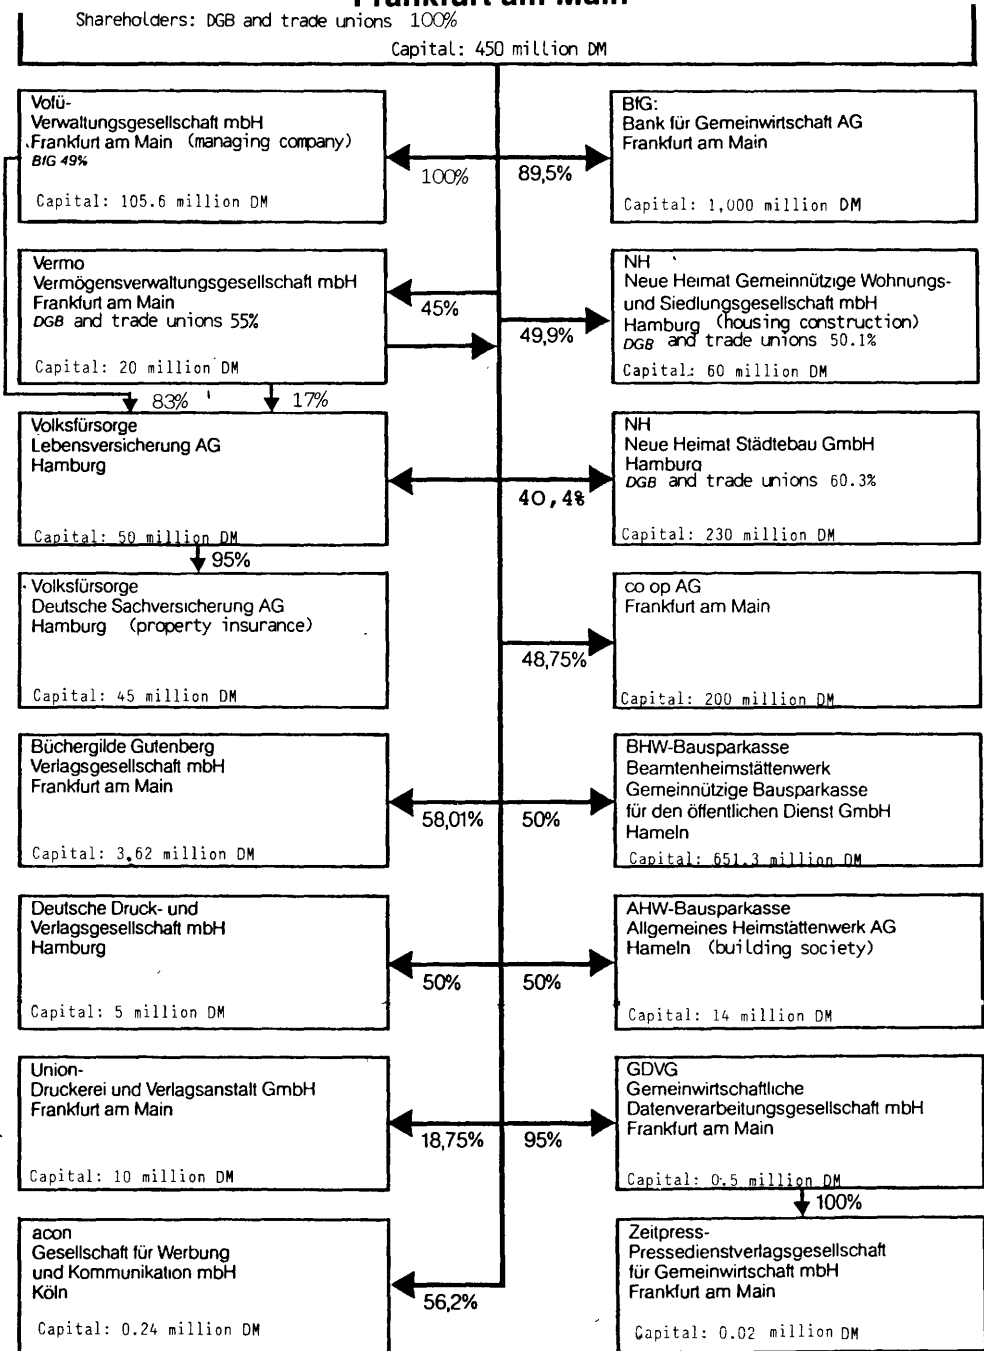 Frankfurt am Main
Shareholders: DGB and trade unions 100%
Capital: 450 million DM
Vofü-
Verwaltungsgesellschaft mbH
Frankfurt am Main (managing company)
BfG 49%
Capital: 105.6 million DM
100%
89,5%
BfG:
Bank für Gemeinwirtschaft AG
Frankfurt am Main
Capital: 1,000 million DM
Vermo
Vermögensverwaltungsgesellschaft mbH
Frankfurt am Main
DGB and trade unions 55%
Capital: 20 million DM
45%
49,9%
NH
Neue Heimat Gemeinnützige Wohnungs-
und Siedlungsgesellschaft mbH
Hamburg (housing construction)
DGB and trade unions 50.1%
Capital: 60 million DM
83%
17%
Volksfürsorge
Lebensversicherung AG
Hamburg
Capital: 50 million DM
40,4%
NH
Neue Heimat Städtebau GmbH
Hamburg
DGB and trade unions 60.3%
Capital: 230 million DM
95%
Volksfürsorge
Deutsche Sachversicherung AG
Hamburg (property insurance)
Capital: 45 million DM
48,75%
co op AG
Frankfurt am Main
Capital: 200 million DM
Büchergilde Gutenberg
Verlagsgesellschaft mbH
Frankfurt am Main
Capital: 3.62 million DM
58,01%
50%
BHW-Bausparkasse
Beamtenheimstättenwerk
Gemeinnützige Bausparkasse
für den öffentlichen Dienst GmbH
Hameln
Capital: 651.3 million DM
Deutsche Druck- und
Verlagsgesellschaft mbH
Hamburg
Capital: 5 million DM
50%
50%
AHW-Bausparkasse
Allgemeines Heimstättenwerk AG
Hameln (building society)
Capital: 14 million DM
Union-
Druckerei und Verlagsanstalt GmbH
Frankfurt am Main
Capital: 10 million DM
18,75%
95%
GDVG
Gemeinwirtschaftliche
Datenverarbeitungsgesellschaft mbH
Frankfurt am Main
Capital: 0.5 million DM
100%
acon
Gesellschaft für Werbung
und Kommunikation mbH
Köln
Capital: 0.24 million DM
56,2%
Zeitpress-
Pressedienstverlagsgesellschaft
für Gemeinwirtschaft mbH
Frankfurt am Main
Capital: 0.02 million DM